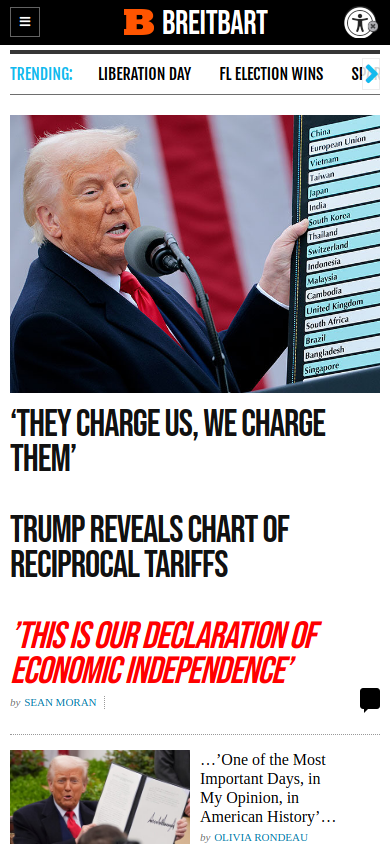 BREITBART
TRENDING:
LIBERATION DAY
FL ELECTION WINS
China
European Union
Vietnam
Taiwan
Japan
India
South Korea
Thailand
Switzerland
Indonesia
Malaysia
Cambodia
United Kingdom
South Africa
Brazil
Bangladesh
Singapore
‘THEY CHARGE US, WE CHARGE
THEM’
TRUMP REVEALS CHART OF
RECIPROCAL TARIFFS
’THIS IS OUR DECLARATION OF
ECONOMIC INDEPENDENCE’
by SEAN MORAN
…’One of the Most
Important Days, in
My Opinion, in
American History’…
by OLIVIA RONDEAU